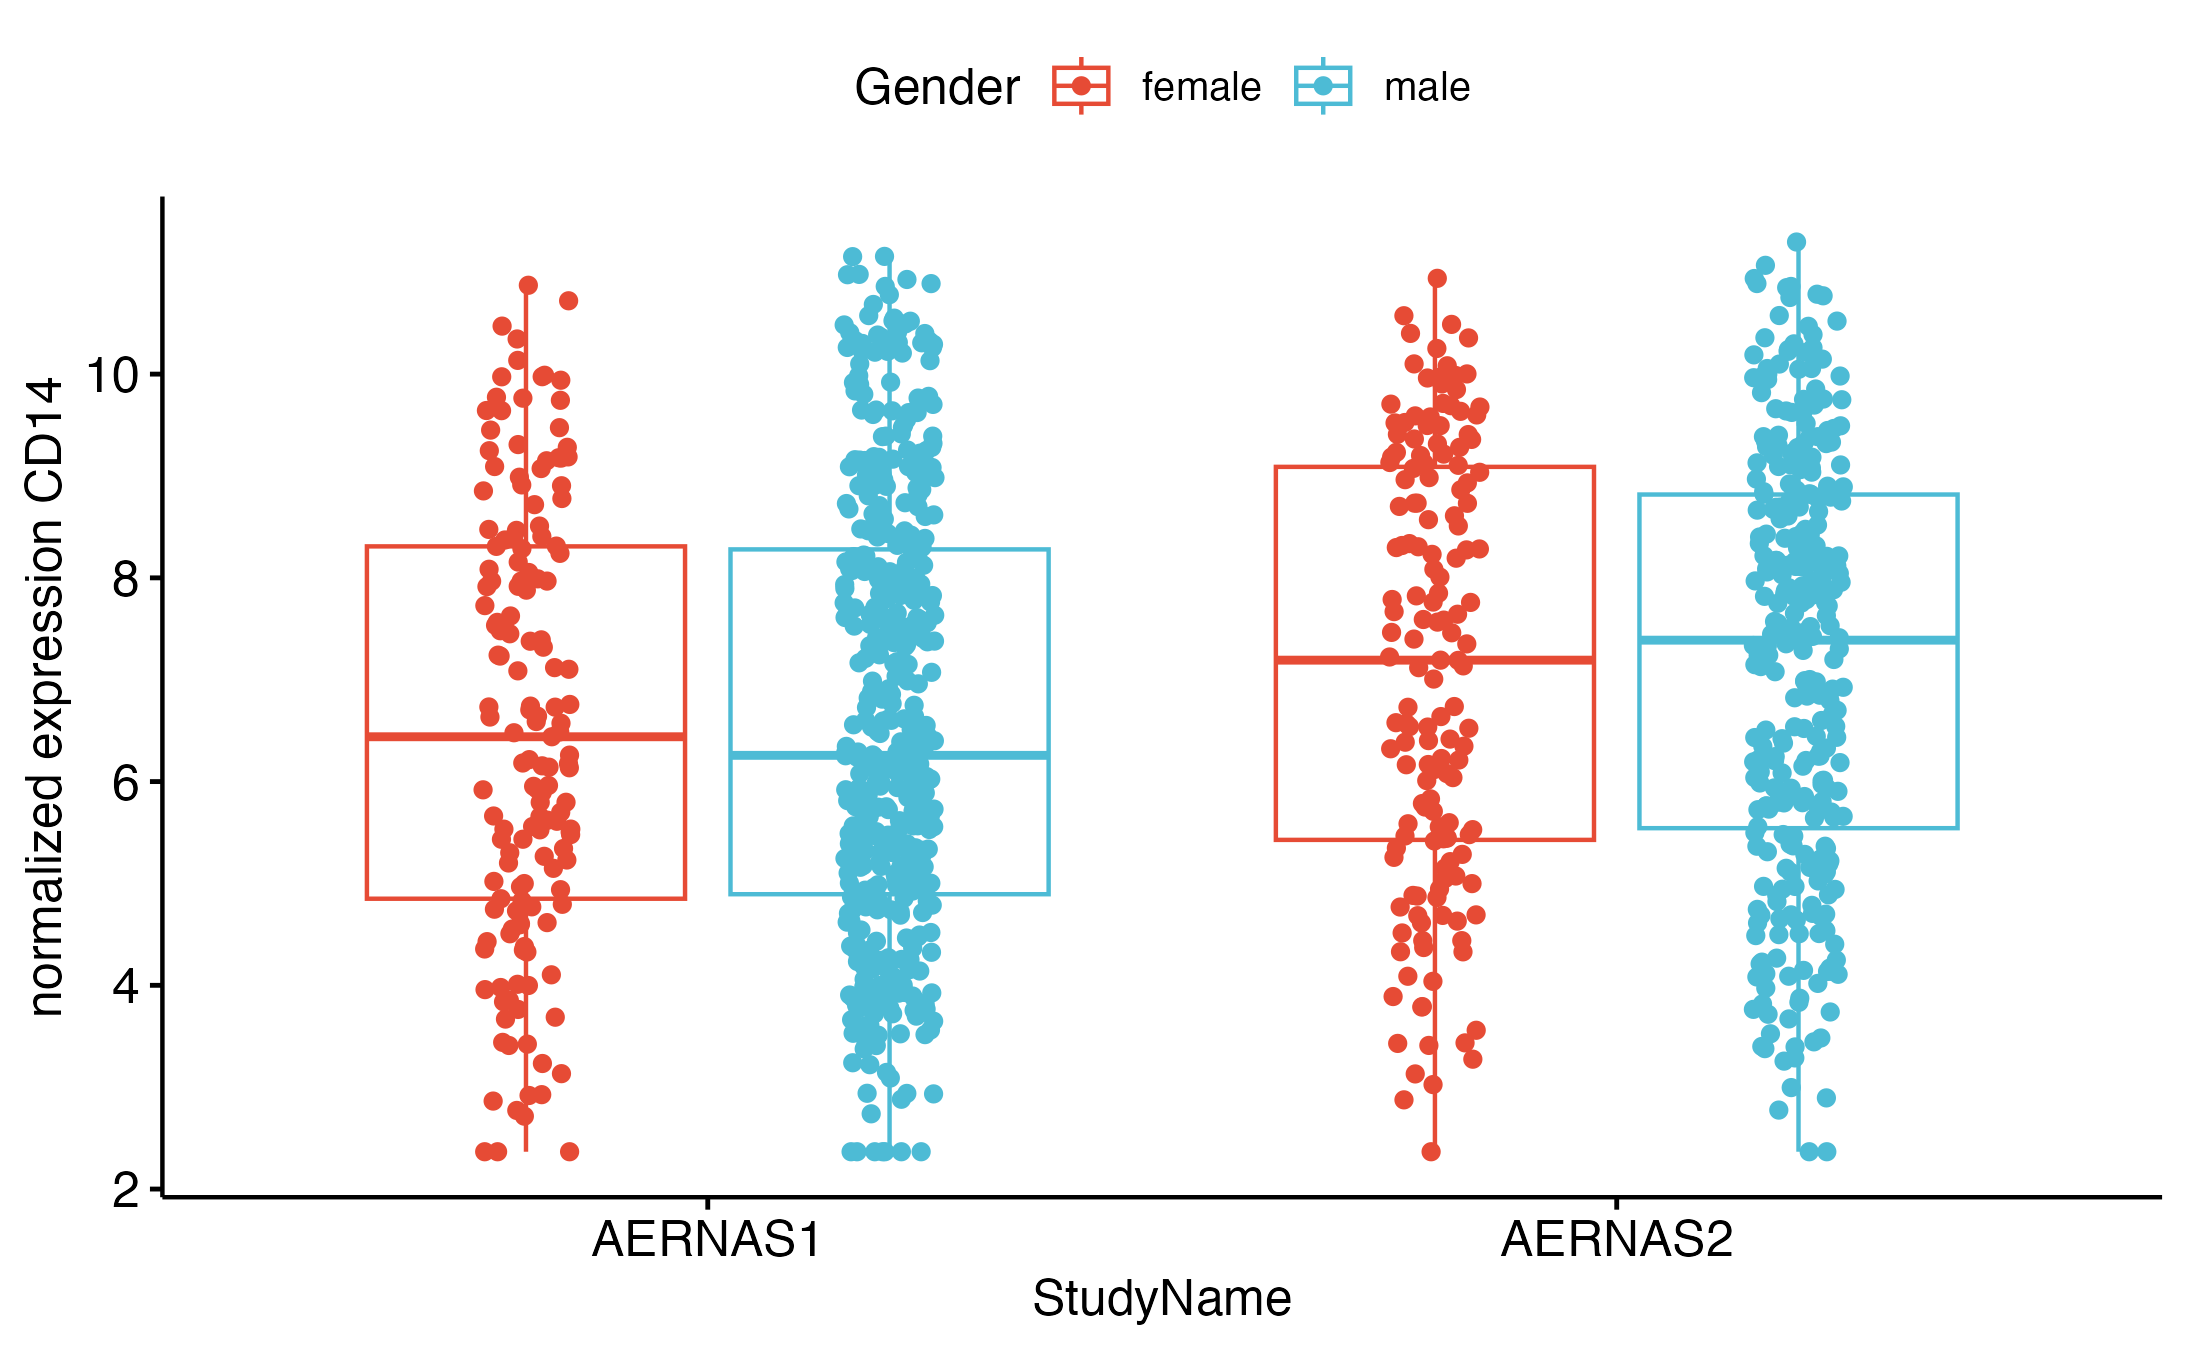 Gender female male
normalized expression CD14
10
8
6
4
2
AERNAS1 AERNAS2
StudyName